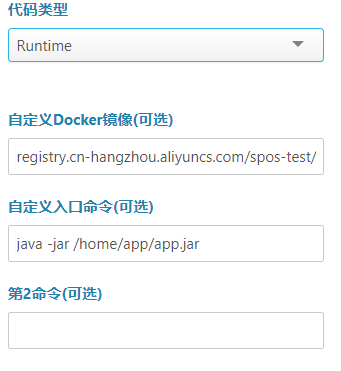 代码类型
Runtime
自定义Docker镜像(可选)
registry.cn-hangzhou.aliyuncs.com/spos-test/
自定义入口命令(可选)
java -jar /home/app/app.jar
第2命令(可选)